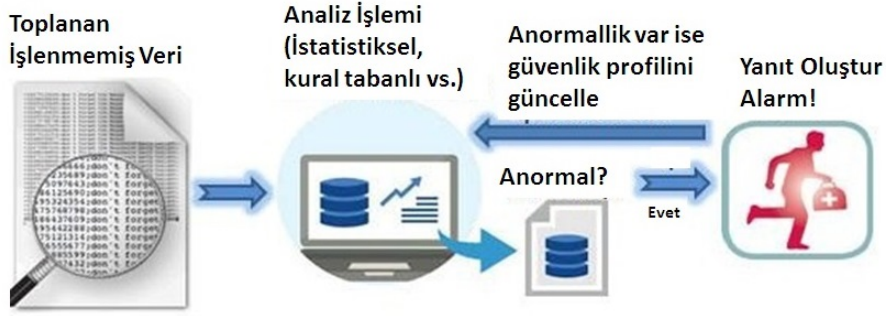 Toplanan
İşlenmemiş Veri
Analiz İşlemi
(İstatistiksel,
kural tabanlı vs.)
Anormallik var ise
güvenlik profilini
güncelle
Yanıt Oluştur
Alarm!
Anormal?
Evet